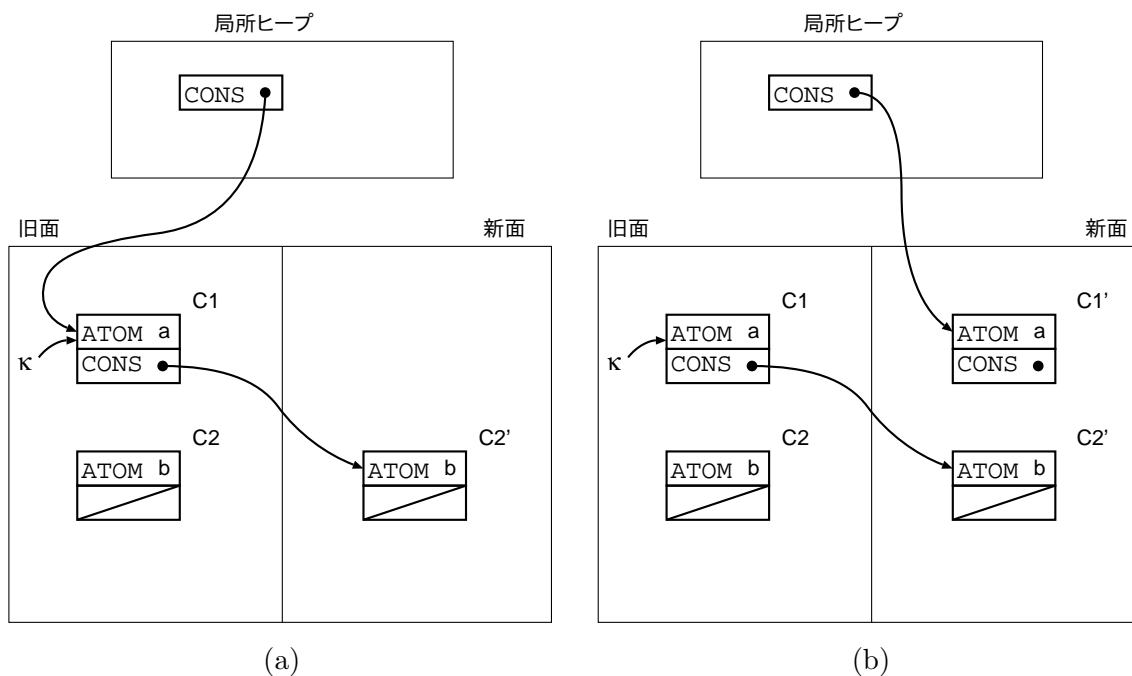 局所ヒープ
CONS
旧面
新面
C1
ATOM a
κ
CONS
C2
C2'
ATOM b
ATOM b
(a)
局所ヒープ
CONS
旧面
新面
C1
C1'
ATOM a
ATOM a
κ
CONS
CONS
C2
C2'
ATOM b
ATOM b
(b)